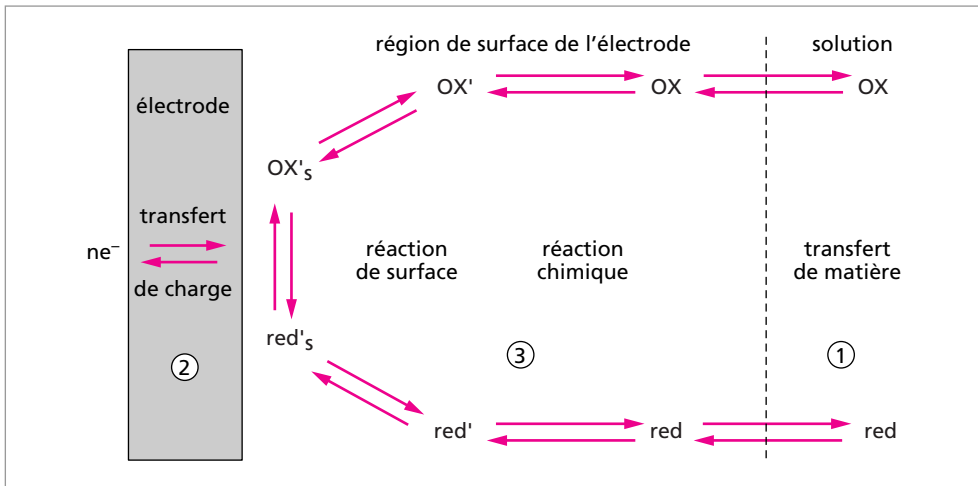 région de surface de l'électrode
solution
OX'
OX
OX
électrode
OX's
transfert
ne⁻
de charge
réaction
de surface
réaction
chimique
transfert
de matière
red's
②
③
①
red'
red
red